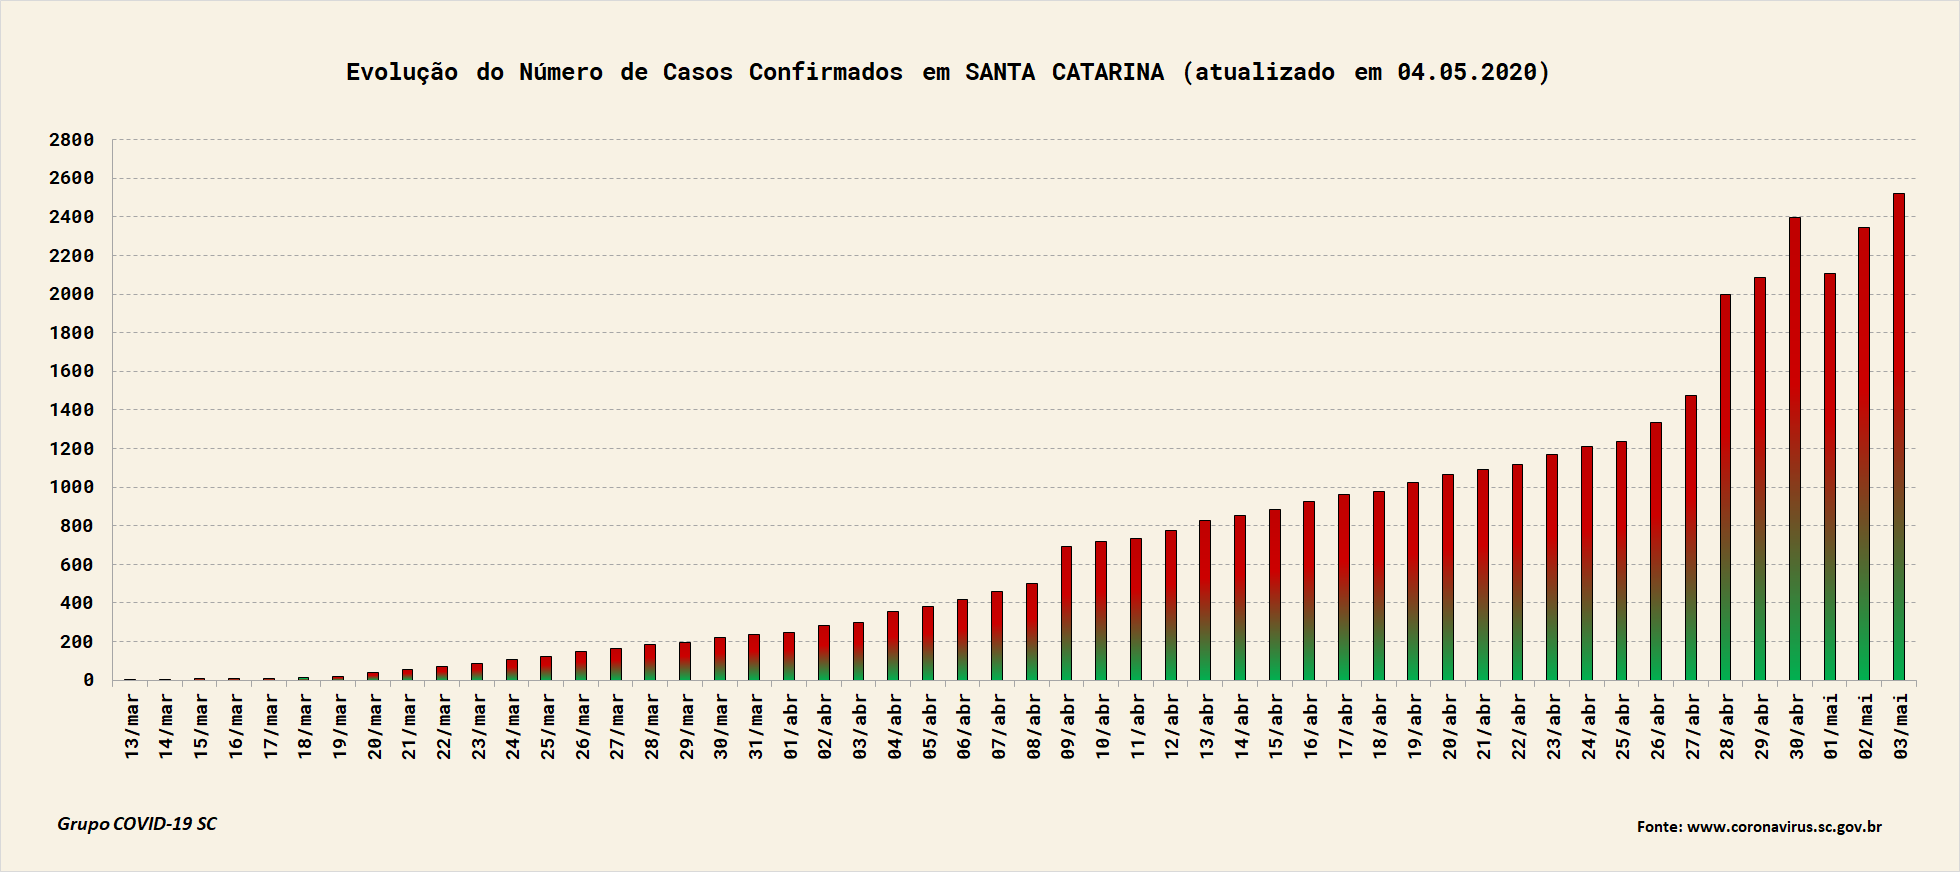 Evolução do Número de Casos Confirmados em SANTA CATARINA (atualizado em 04.05.2020)
2800
2600
2400
2200
2000
1800
1600
1400
1200
1000
800
600
400
200
0
13/mar
14/mar
15/mar
16/mar
17/mar
18/mar
19/mar
20/mar
21/mar
22/mar
23/mar
24/mar
25/mar
26/mar
27/mar
28/mar
29/mar
30/mar
31/mar
01/abr
02/abr
03/abr
04/abr
05/abr
06/abr
07/abr
08/abr
09/abr
10/abr
11/abr
12/abr
13/abr
14/abr
15/abr
16/abr
17/abr
18/abr
19/abr
20/abr
21/abr
22/abr
23/abr
24/abr
25/abr
26/abr
27/abr
28/abr
29/abr
30/abr
01/mai
02/mai
03/mai
Grupo COVID-19 SC
Fonte: www.coronavirus.sc.gov.br